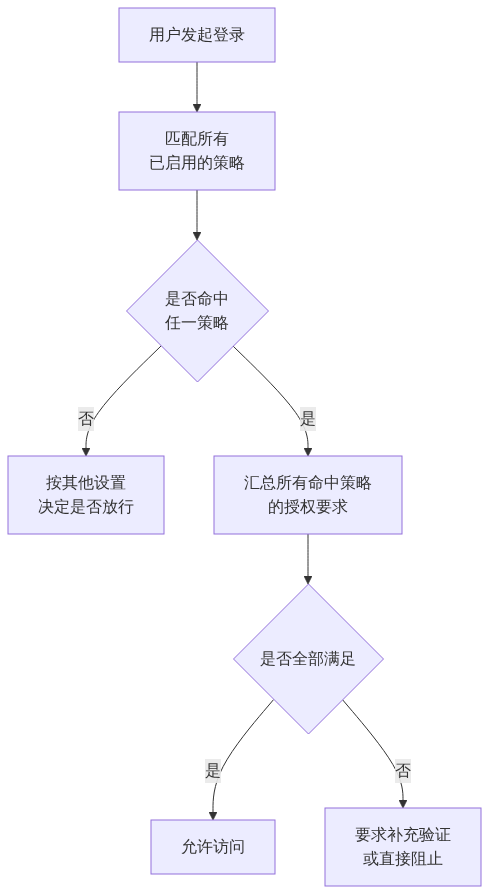 用户发起登录
匹配所有
已启用的策略
是否命中
任一策略
否
是
按其他设置
决定是否放行
汇总所有命中策略
的授权要求
是否全部满足
是
否
允许访问
要求补充验证
或直接阻止